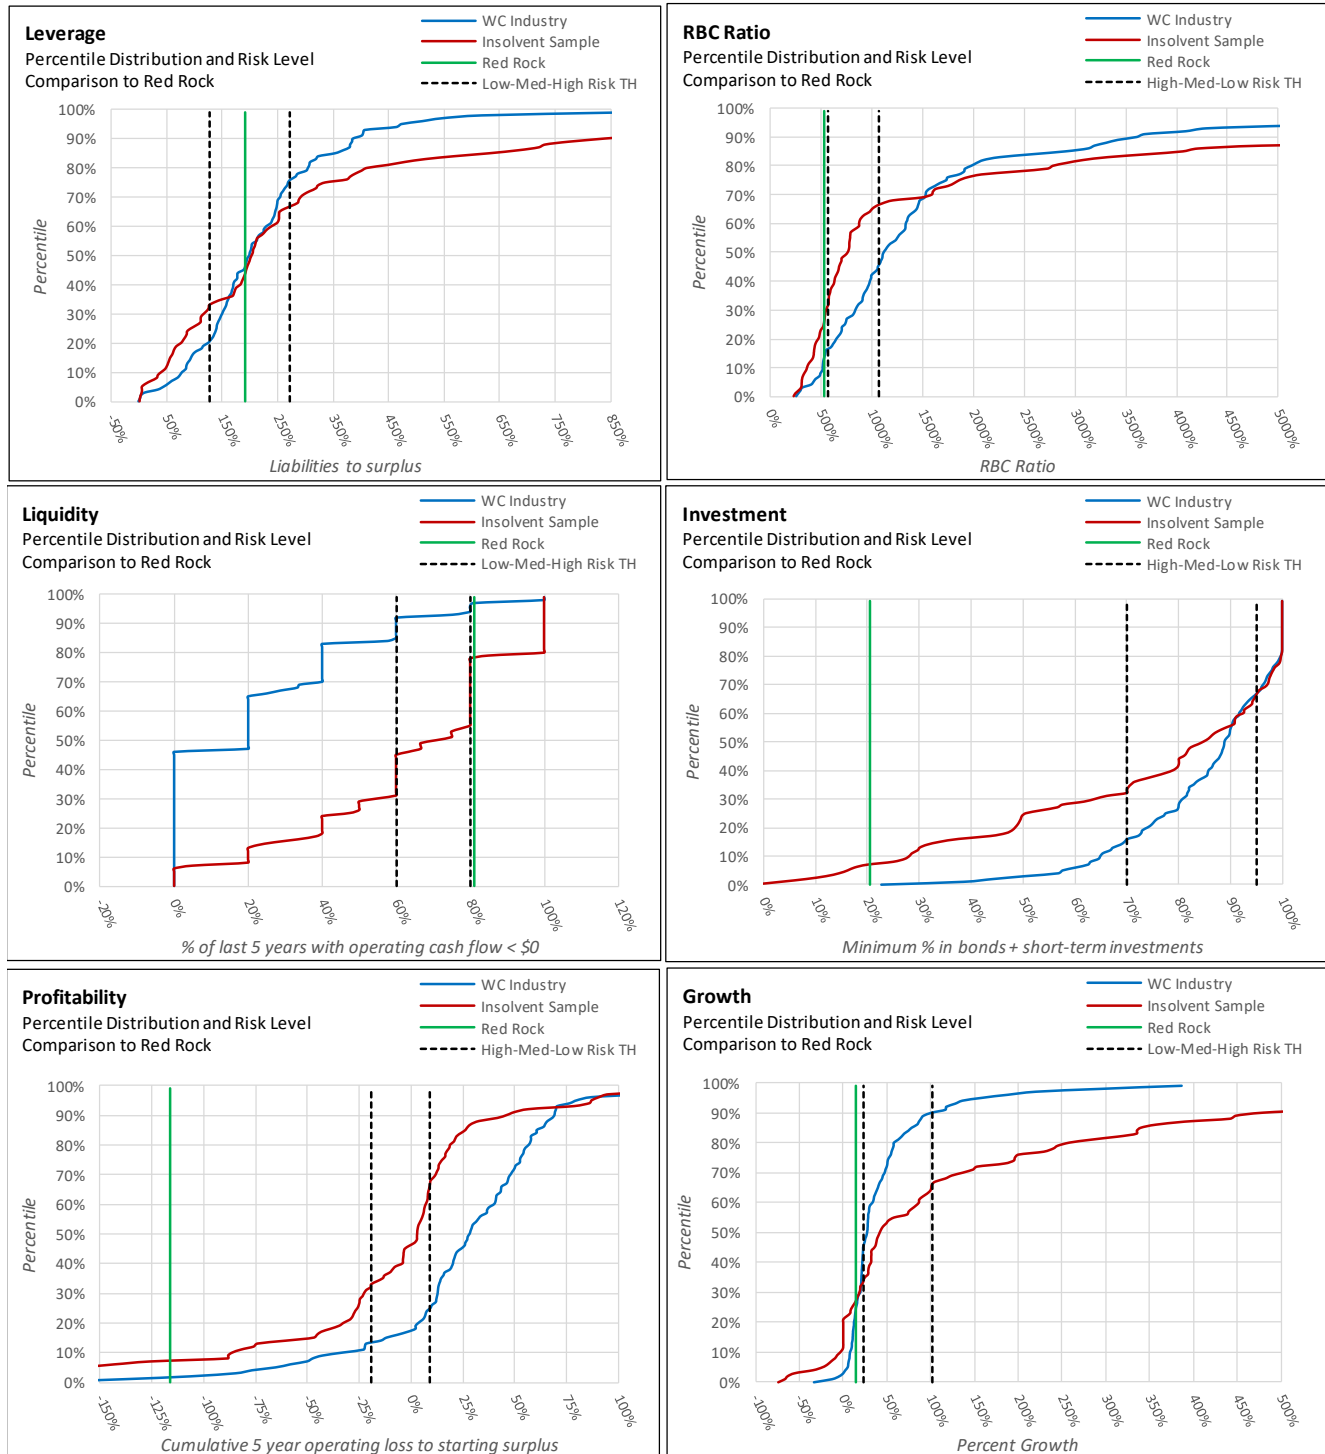 Leverage
Percentile Distribution and Risk Level
Comparison to Red Rock
WC Industry
Insolvent Sample
Red Rock
Low-Med-High Risk TH
100%
90%
80%
70%
60%
50%
40%
30%
20%
10%
0%
Percentile
-50%
50%
150%
250%
350%
450%
550%
650%
750%
850%
Liabilities to surplus
RBC Ratio
Percentile Distribution and Risk Level
Comparison to Red Rock
WC Industry
Insolvent Sample
Red Rock
High-Med-Low Risk TH
100%
90%
80%
70%
60%
50%
40%
30%
20%
10%
0%
Percentile
0%
500%
1000%
1500%
2000%
2500%
3000%
3500%
4000%
4500%
5000%
RBC Ratio
Liquidity
Percentile Distribution and Risk Level
Comparison to Red Rock
WC Industry
Insolvent Sample
Red Rock
Low-Med-High Risk TH
100%
90%
80%
70%
60%
50%
40%
30%
20%
10%
0%
Percentile
-20%
0%
20%
40%
60%
80%
100%
120%
% of last 5 years with operating cash flow < $0
Investment
Percentile Distribution and Risk Level
Comparison to Red Rock
WC Industry
Insolvent Sample
Red Rock
High-Med-Low Risk TH
100%
90%
80%
70%
60%
50%
40%
30%
20%
10%
0%
Percentile
0%
10%
20%
30%
40%
50%
60%
70%
80%
90%
100%
Minimum % in bonds + short-term investments
Profitability
Percentile Distribution and Risk Level
Comparison to Red Rock
WC Industry
Insolvent Sample
Red Rock
High-Med-Low Risk TH
100%
90%
80%
70%
60%
50%
40%
30%
20%
10%
0%
Percentile
-150%
-125%
-100%
-75%
-50%
-25%
0%
25%
50%
75%
100%
Cumulative 5 year operating loss to starting surplus
Growth
Percentile Distribution and Risk Level
Comparison to Red Rock
WC Industry
Insolvent Sample
Red Rock
Low-Med-High Risk TH
100%
90%
80%
70%
60%
50%
40%
30%
20%
10%
0%
Percentile
-100%
-50%
0%
50%
100%
150%
200%
250%
300%
350%
400%
450%
500%
Percent Growth